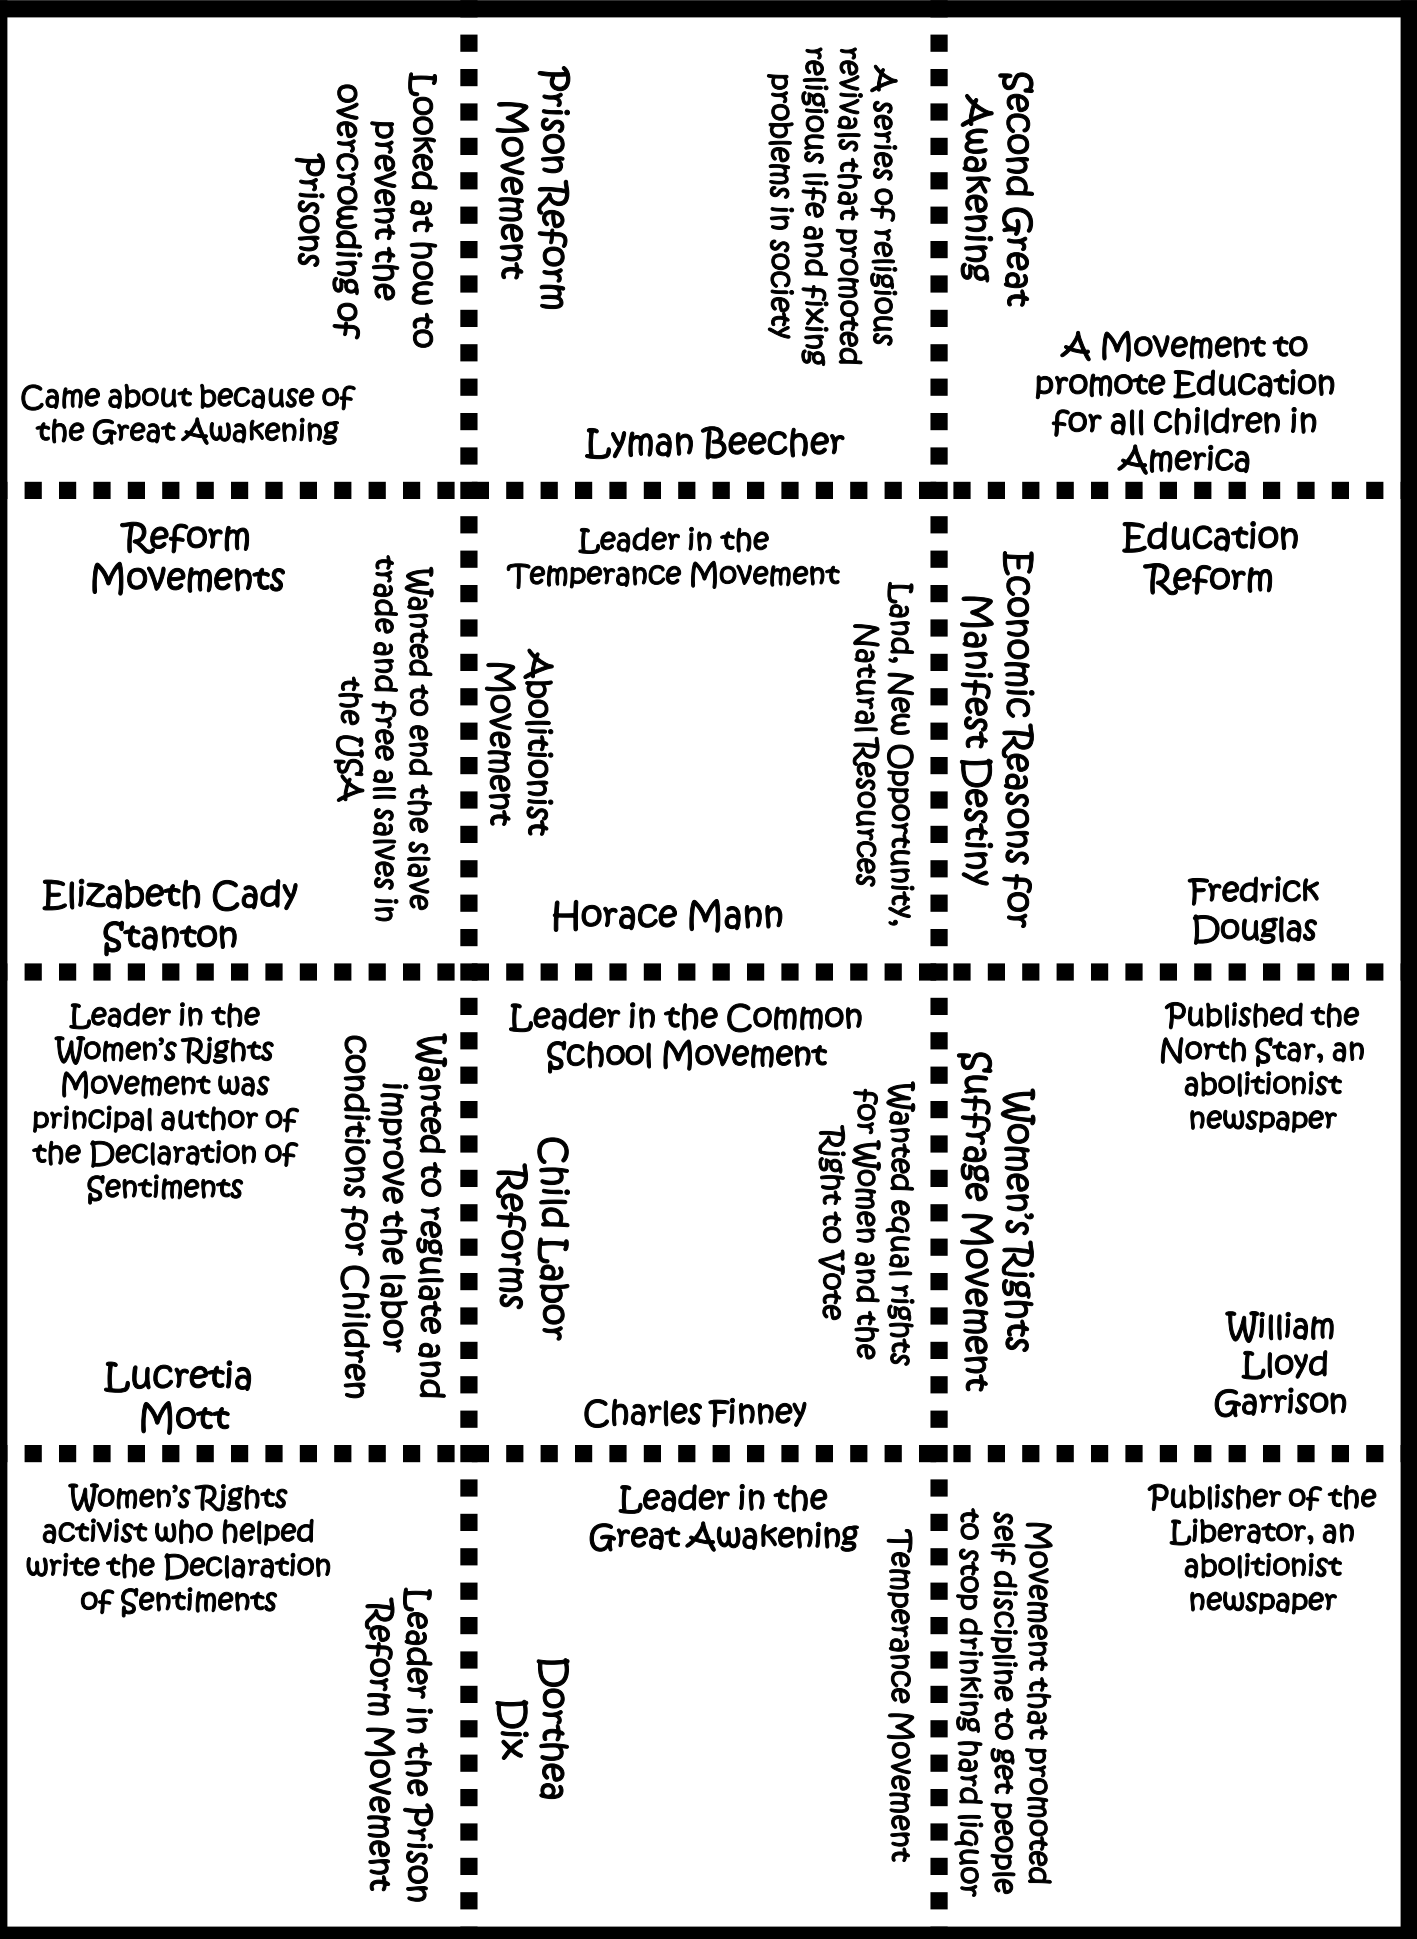 Looked at how to
prevent the
overcrowding of
Prisons
Came about because of
the Great Awakening
Prison Reform
Movement
A series of religious
revivals that promoted
religious life and fixing
problems in society
Lyman Beecher
Second Great
Awakening
A Movement to
promote Education
for all children in
America
Reform
Movements
Wanted to end the slave
trade and free all salves in
the USA
Elizabeth Cady
Stanton
Leader in the
Temperance Movement
Abolitionist
Movement
Land, New Opportunity,
Natural Resources
Horace Mann
Economic Reasons for
Manifest Destiny
Education
Reform
Fredrick
Douglas
Leader in the
Women's Rights
Movement was
principal author of
the Declaration of
Sentiments
Wanted to regulate and
improve the labor
conditions for Children
Lucretia
Mott
Leader in the Common
School Movement
Child Labor
Reforms
Wanted equal rights
for Women and the
Right to Vote
Charles Finney
Women's Rights
Suffrage Movement
Published the
North Star, an
abolitionist
newspaper
William
Lloyd
Garrison
Women's Rights
activist who helped
write the Declaration
of Sentiments
Leader in the Prison
Reform Movement
Leader in the
Great Awakening
Dorthea
Dix
Temperance Movement
Movement that promoted
self discipline to get people
to stop drinking hard liquor
Publisher of the
Liberator, an
abolitionist
newspaper